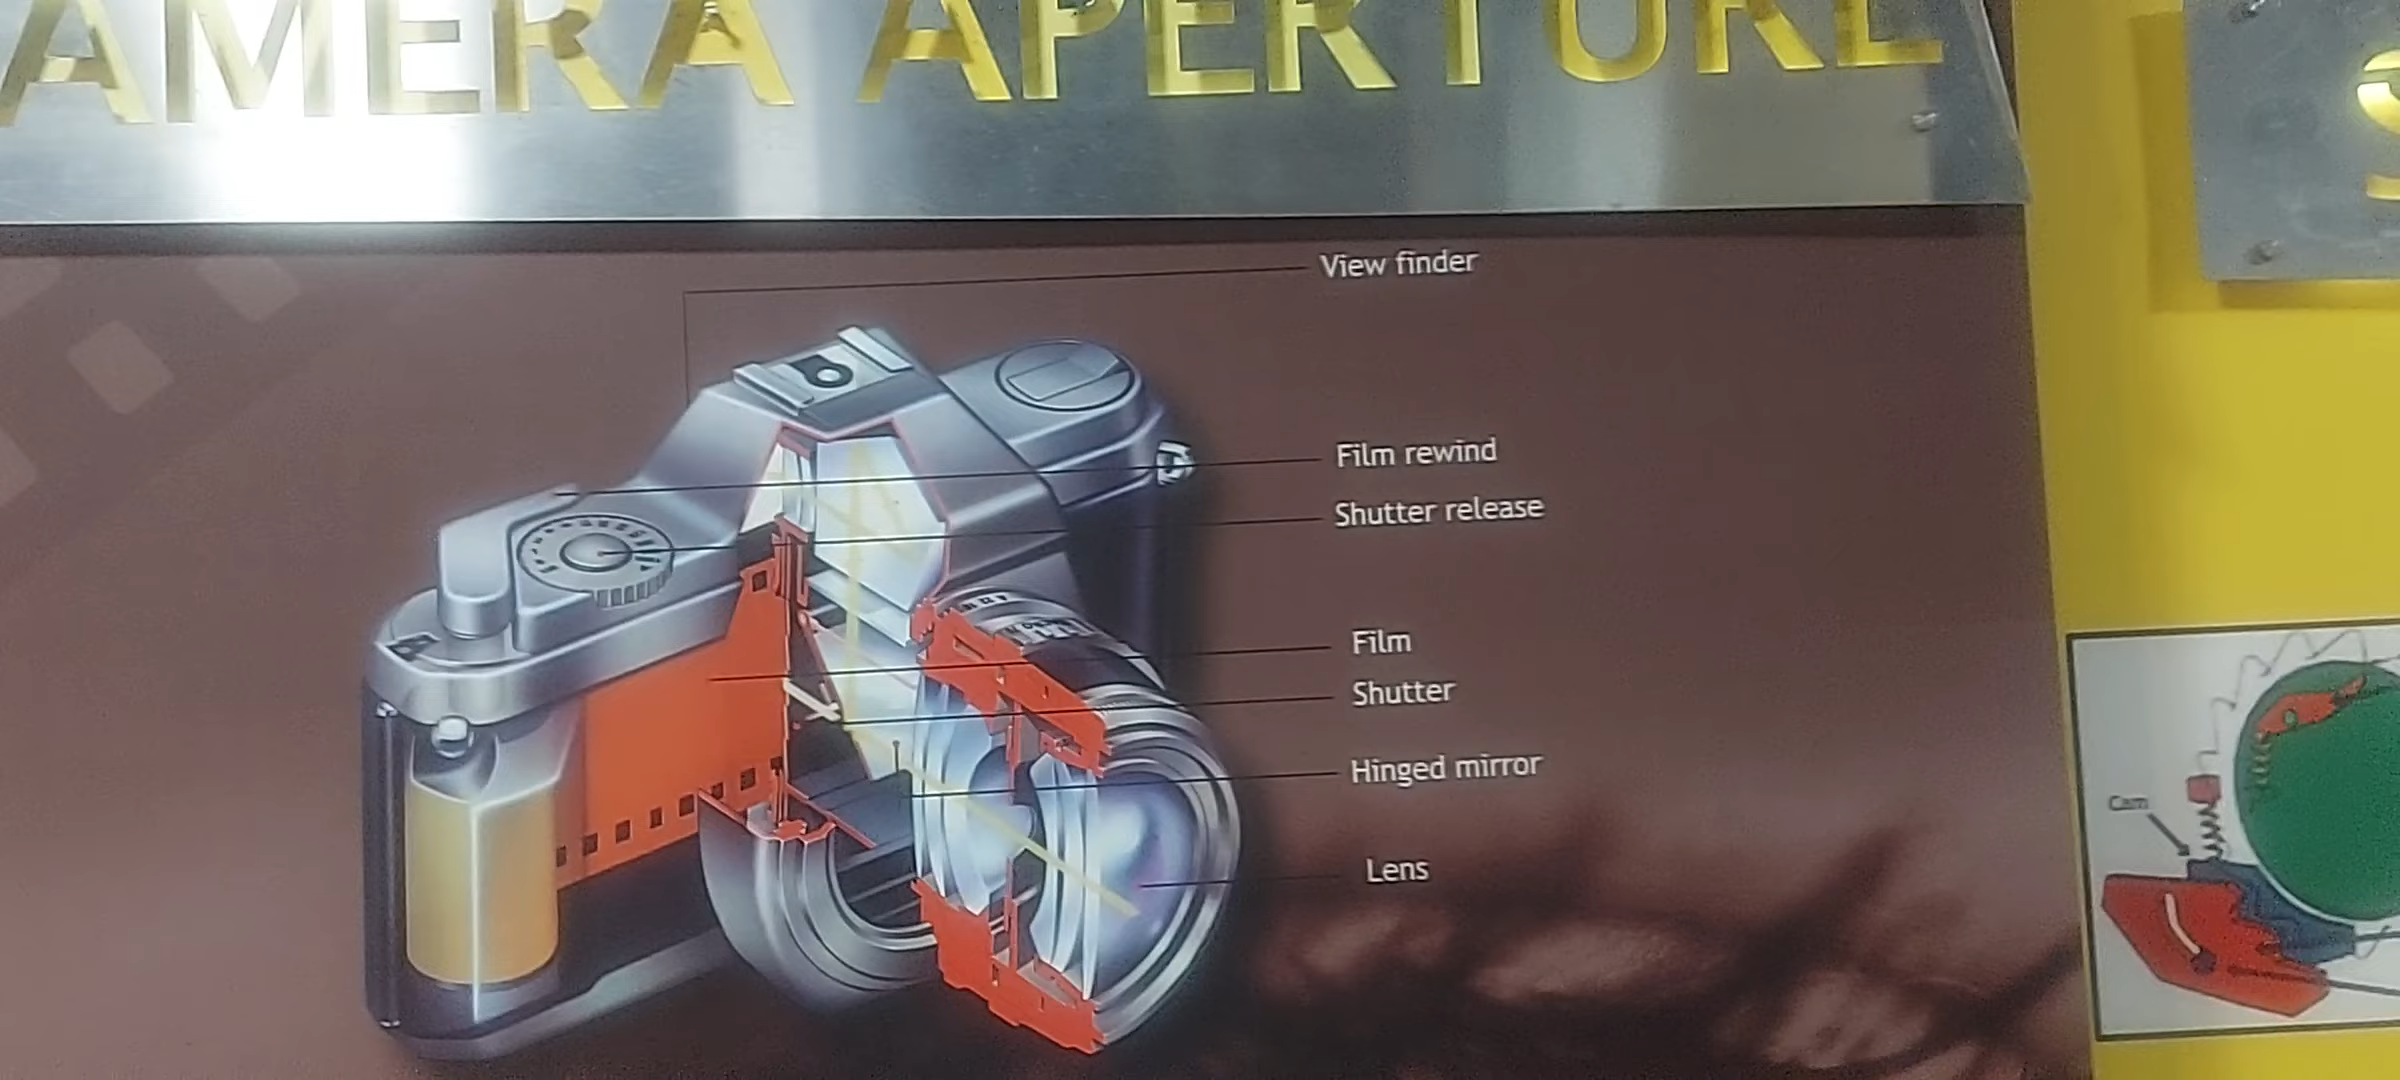 AMERA APERTURE
View finder
Film rewind
Shutter release
Film
Shutter
Hinged mirror
Lens
Cam